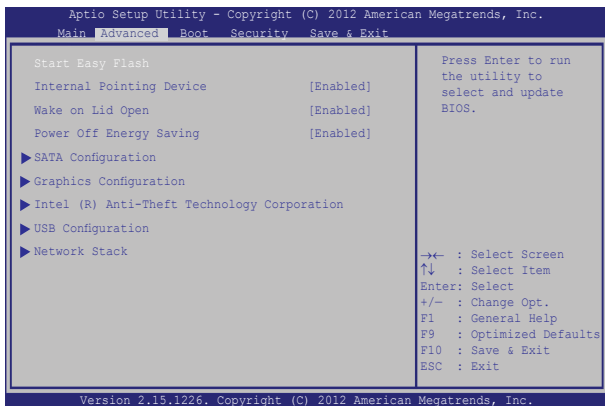 Aptio Setup Utility - Copyright (C) 2012 American Megatrends, Inc.
Main Advanced Boot Security Save & Exit
Start Easy Flash
Internal Pointing Device [Enabled]
Wake on Lid Open [Enabled]
Power Off Energy Saving [Enabled]
SATA Configuration
Graphics Configuration
Intel (R) Anti-Theft Technology Corporation
USB Configuration
Network Stack
Press Enter to run
the utility to
select and update
BIOS.
→← : Select Screen
↑↓ : Select Item
Enter: Select
+/— : Change Opt.
F1 : General Help
F9 : Optimized Defaults
F10 : Save & Exit
ESC : Exit
Version 2.15.1226. Copyright (C) 2012 American Megatrends, Inc.